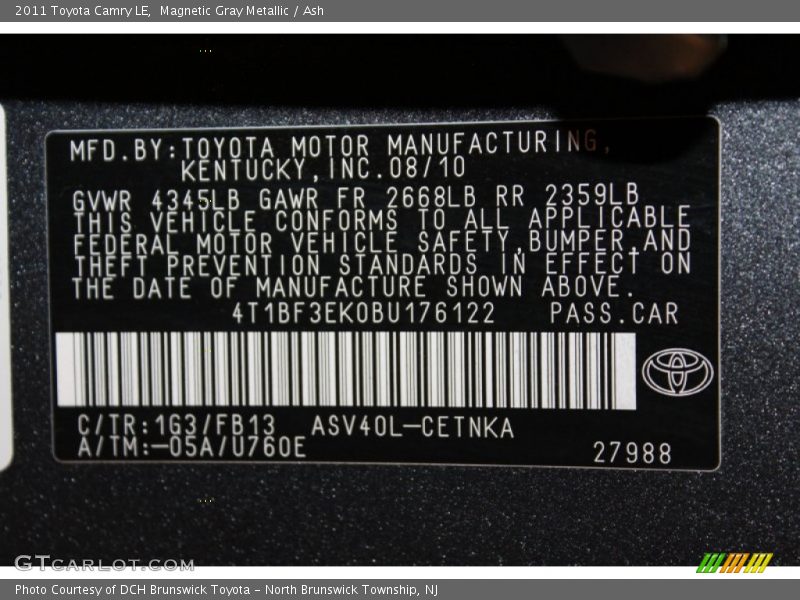 2011 Toyota Camry LE,  Magnetic Gray Metallic / Ash
MFD.BY:TOYOTA MOTOR MANUFACTURING,
KENTUCKY,INC.08/10
GVWR 4345LB GAWR FR 2668LB RR 2359LB
THIS VEHICLE CONFORMS TO ALL APPLICABLE
FEDERAL MOTOR VEHICLE SAFETY,BUMPER,AND
THEFT PREVENTION STANDARDS IN EFFECT ON
THE DATE OF MANUFACTURE SHOWN ABOVE.
4T1BF3EK0BU176122 PASS.CAR
C/TR:1G3/FB13 ASV40L-CETNKA
A/TM:-05A/U760E
27988
GTCARLOT.COM
Photo Courtesy of DCH Brunswick Toyota - North Brunswick Township, NJ